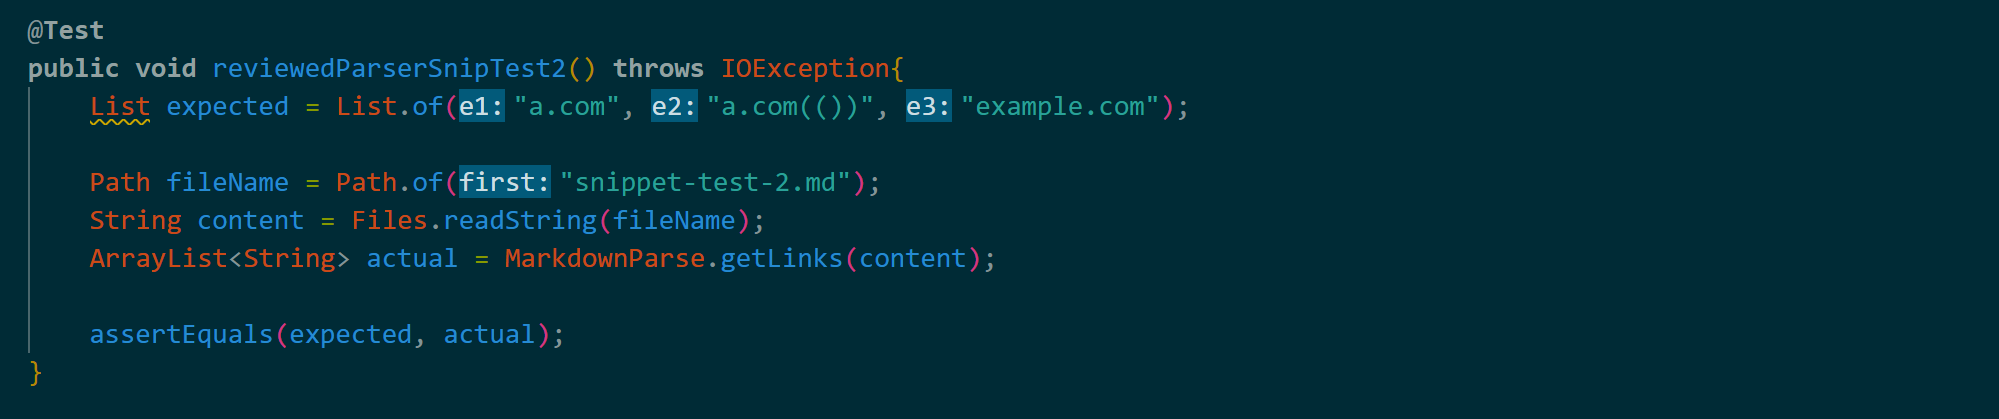 @Test
public void reviewedParserSnipTest2() throws IOException{
    List expected = List.of(e1: "a.com", e2: "a.com(())", e3: "example.com");
    Path fileName = Path.of(first: "snippet-test-2.md");
    String content = Files.readString(fileName);
    ArrayList<String> actual = MarkdownParse.getLinks(content);
    assertEquals(expected, actual);
}